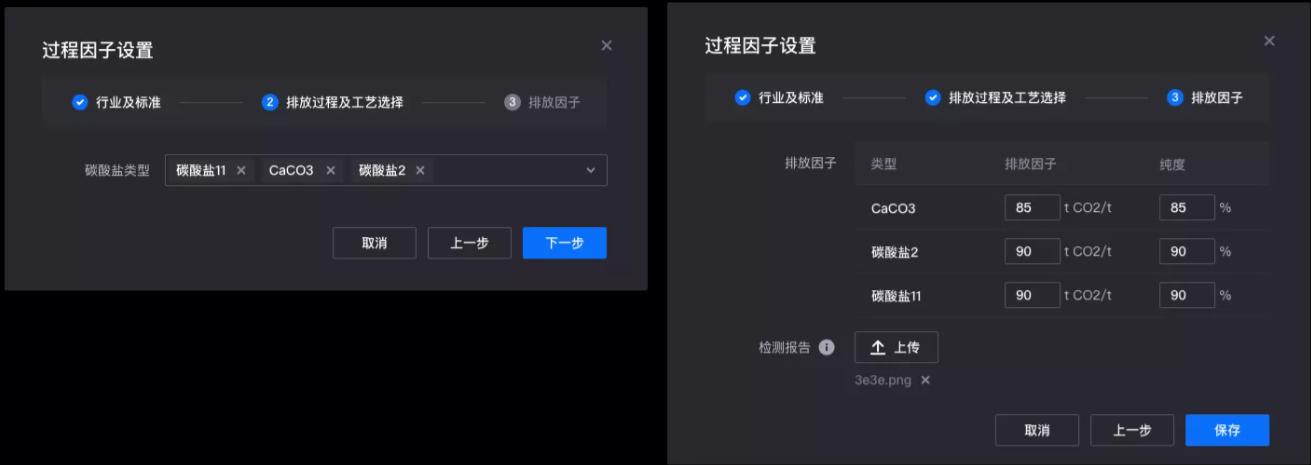 过程因子设置
行业及标准 2 排放过程及工艺选择 3 排放因子
碳酸盐类型 碳酸盐11 CaCO3 碳酸盐2
取消 上一步 下一步
过程因子设置
行业及标准 排放过程及工艺选择 3 排放因子
排放因子 类型 排放因子 纯度
CaCO3 85 t CO2/t 85 %
碳酸盐2 90 t CO2/t 90 %
碳酸盐11 90 t CO2/t 90 %
检测报告 上传
3e3e.png
取消 上一步 保存